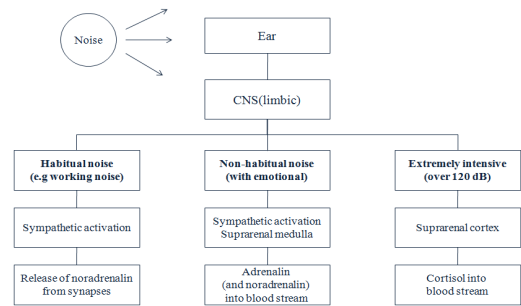 Noise
Ear
CNS(limbic)
Habitual noise
(e.g working noise)
Non-habitual noise
(with emotional)
Extremely intensive
(over 120 dB)
Sympathetic activation
Sympathetic activation
Suprarenal medulla
Suprarenal cortex
Release of noradrenalin
from synapses
Adrenalin
(and noradrenalin)
into blood stream
Cortisol into
blood stream